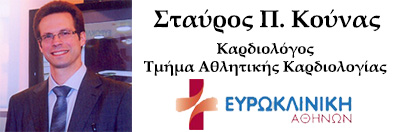 Σταύρος Π. Κούνας
Καρδιολόγος
Τμήμα Αθλητικής Καρδιολογίας
ΕΥΡΩΚΛΙΝΙΚΗ
ΑΘΗΝΩΝ